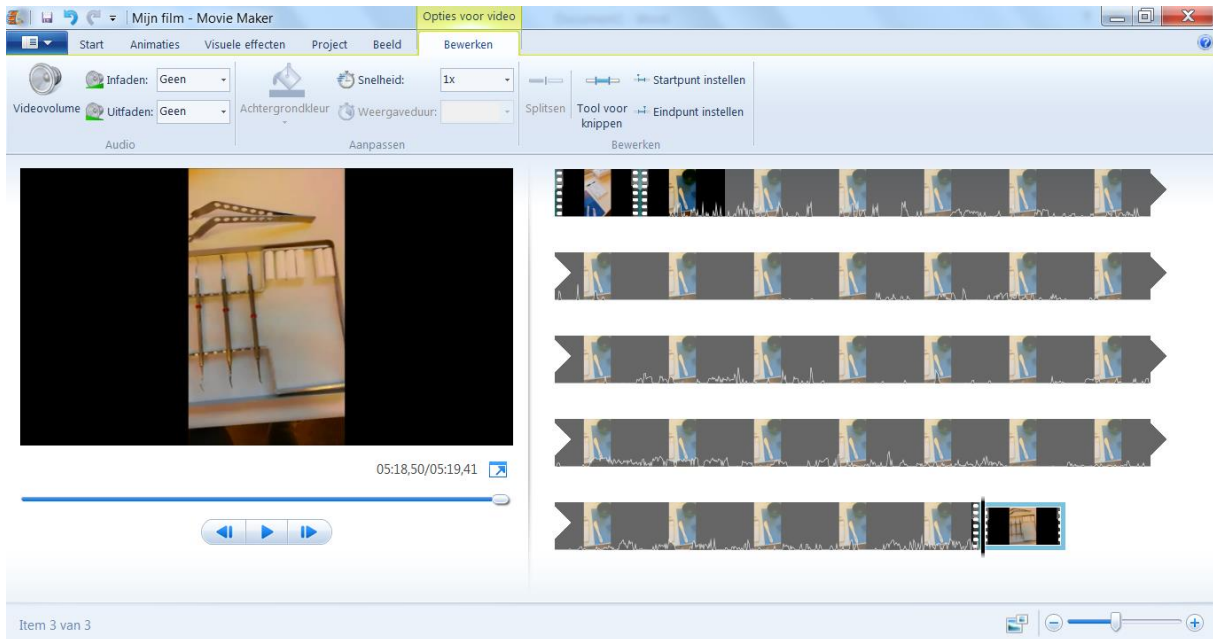 Mijn film - Movie Maker
Opties voor video
Start Animaties Visuele effecten Project Beeld Bewerken
Videovolume
Infaden: Geen
Uitfaden: Geen
Audio
Achtergrondkleur
Snelheid: 1x
Weergaveduur:
Aanpassen
Splitsen
Tool voor knippen
Startpunt instellen
Eindpunt instellen
Bewerken
05:18,50/05:19,41
Item 3 van 3